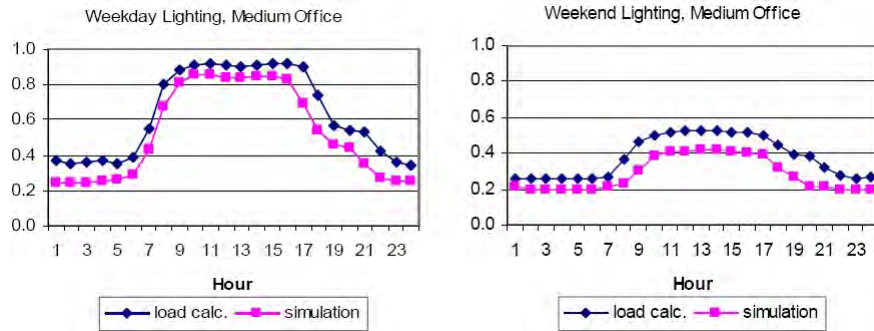 Weekday Lighting, Medium Office
1.0
0.8
0.6
0.4
0.2
0.0
1 3 5 7 9 11 13 15 17 19 21 23
Hour
load calc. simulation
Weekend Lighting, Medium Office
1.0
0.8
0.6
0.4
0.2
0.0
1 3 5 7 9 11 13 15 17 19 21 23
Hour
load calc. simulation